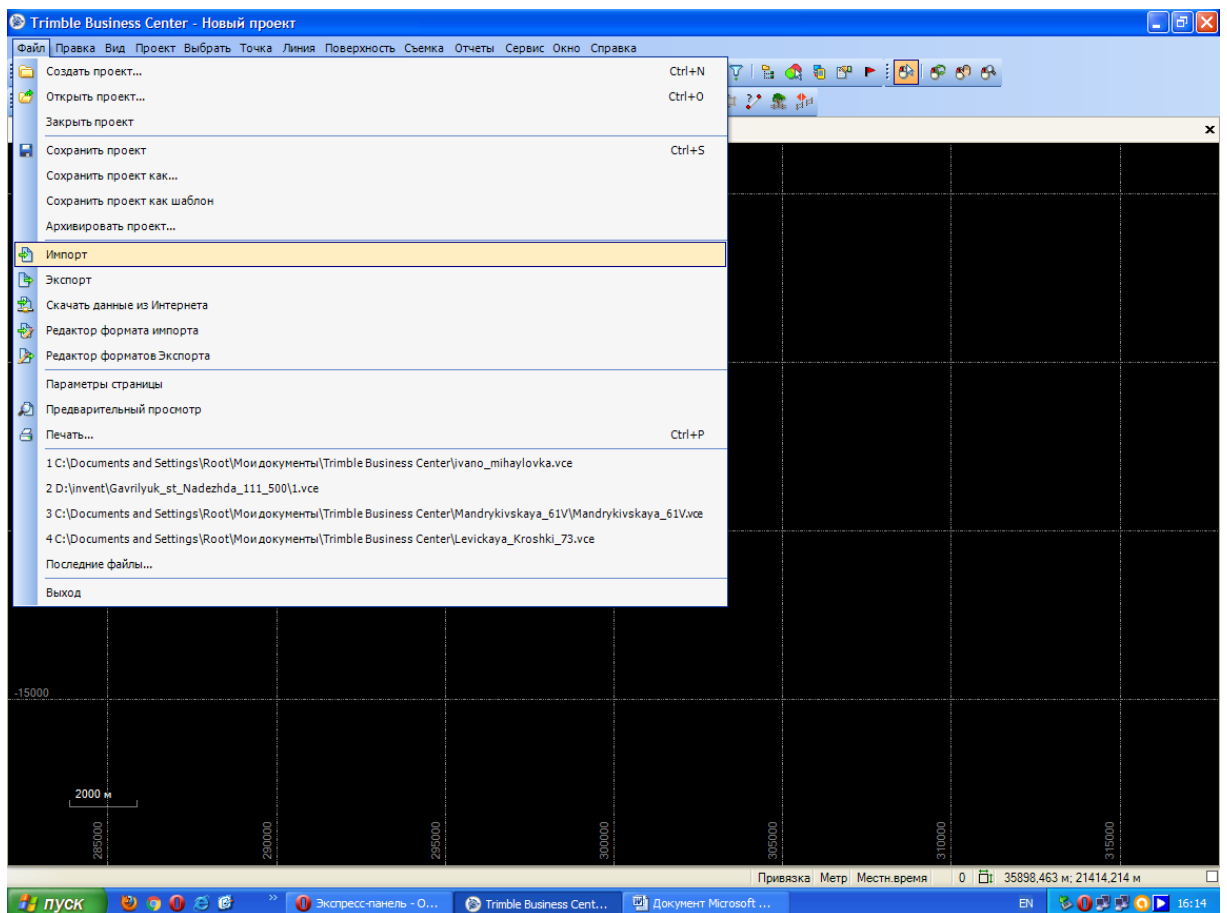 Trimble Business Center - Новый проект
Файл Правка Вид Проект Выбрать Точка Линия Поверхность Съемка Отчеты Сервис Окно Справка
Создать проект... Ctrl+N
Открыть проект... Ctrl+O
Закрыть проект
Сохранить проект Ctrl+S
Сохранить проект как...
Сохранить проект как шаблон
Архивировать проект...
Импорт
Экспорт
Скачать данные из Интернета
Редактор формата импорта
Редактор форматов Экспорта
Параметры страницы
Предварительный просмотр
Печать... Ctrl+P
1 C:\Documents and Settings\Root\Мои документы\Trimble Business Center\ivano_mihaylovka.vce
2 D:\invent\Gavrilyuk_st_Nadezhda_111_500\1.vce
3 C:\Documents and Settings\Root\Мои документы\Trimble Business Center\Mandrykivskaya_61V\Mandrykivskaya_61V.vce
4 C:\Documents and Settings\Root\Мои документы\Trimble Business Center\Levickaya_Kroshki_73.vce
Последние файлы...
Выход
-15000
2000 м
285000 290000 295000 300000 305000 310000 315000
Привязка Метр Местн.время 0 35898,463 м; 21414,214 м
пуск Экспресс-панель - О... Trimble Business Cent... Документ Microsoft ... EN 16:14